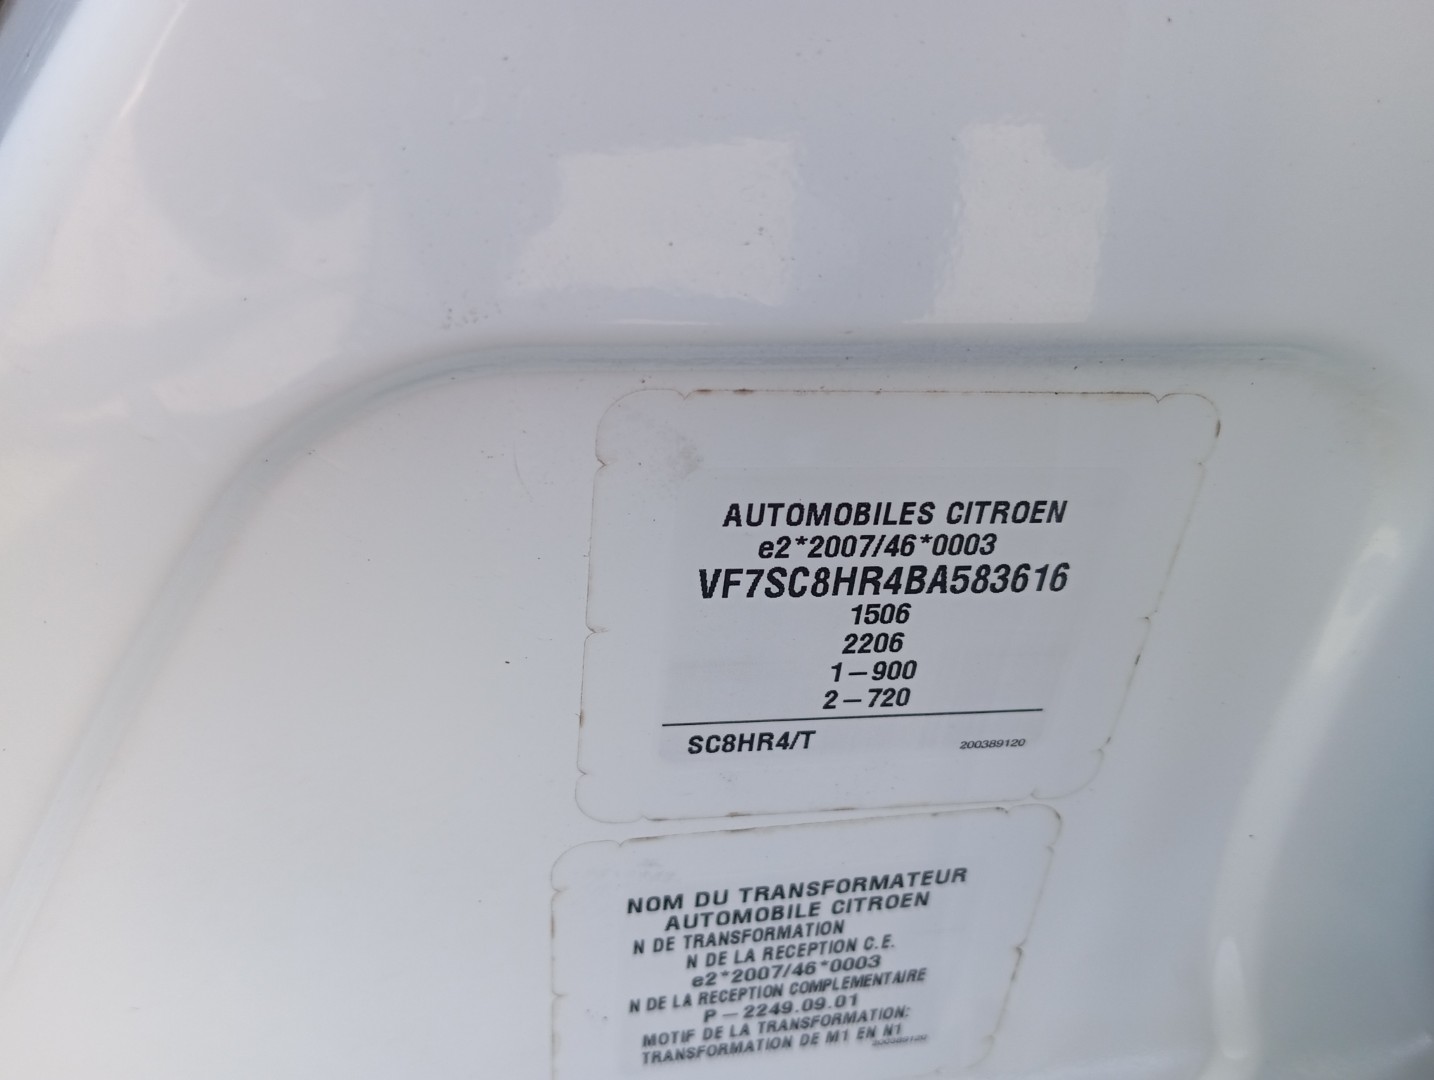 AUTOMOBILES CITROEN
e2*2007/46*0003
VF7SC8HR4BA583616
1506
2206
1-900
2-720
SC8HR4/T 200389120
NOM DU TRANSFORMATEUR
AUTOMOBILE CITROEN
N DE TRANSFORMATION
N DE LA RECEPTION C.E.
e2*2007/46*0003
N DE LA RECEPTION COMPLEMENTAIRE
P - 2249.09.01
MOTIF DE LA TRANSFORMATION:
TRANSFORMATION DE M1 EN N1